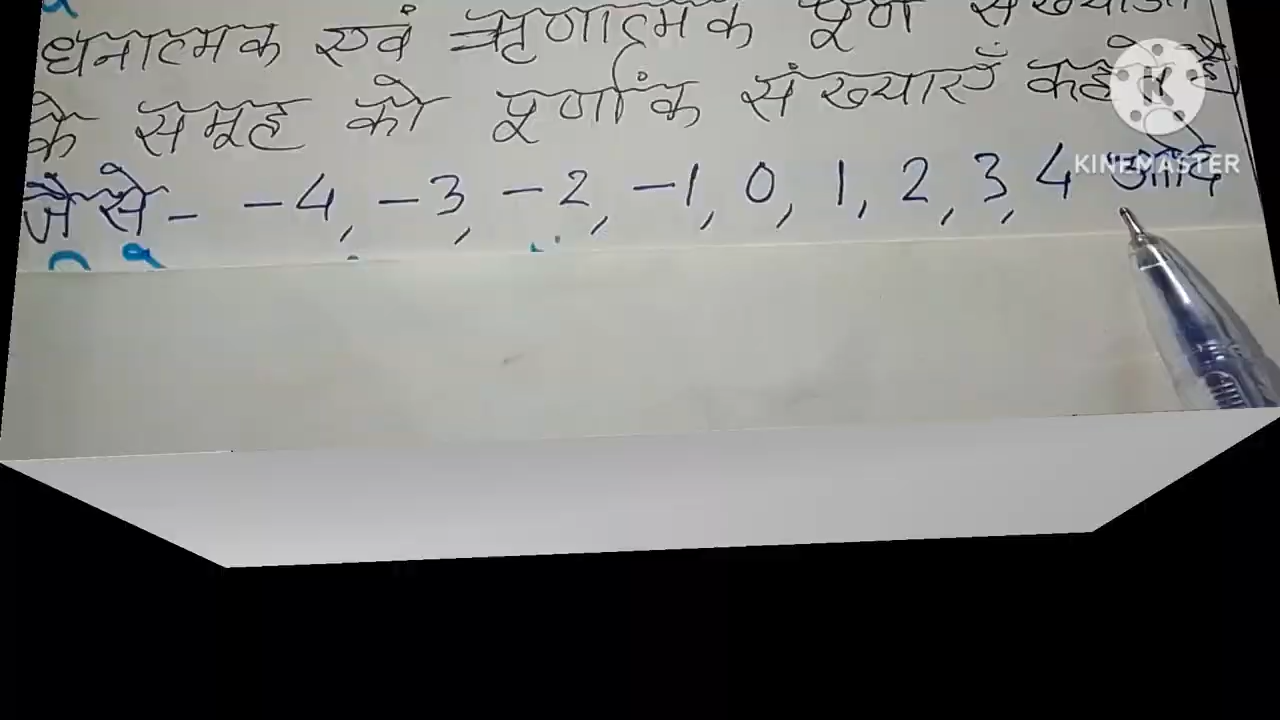 धनात्मक एवं ऋणात्मक पूर्ण संख्याओं
के समूह को पूर्णांक संख्याएँ कहते हैं
जैसे- -4, -3, -2, -1, 0, 1, 2, 3, 4 आदि
KINEMASTER